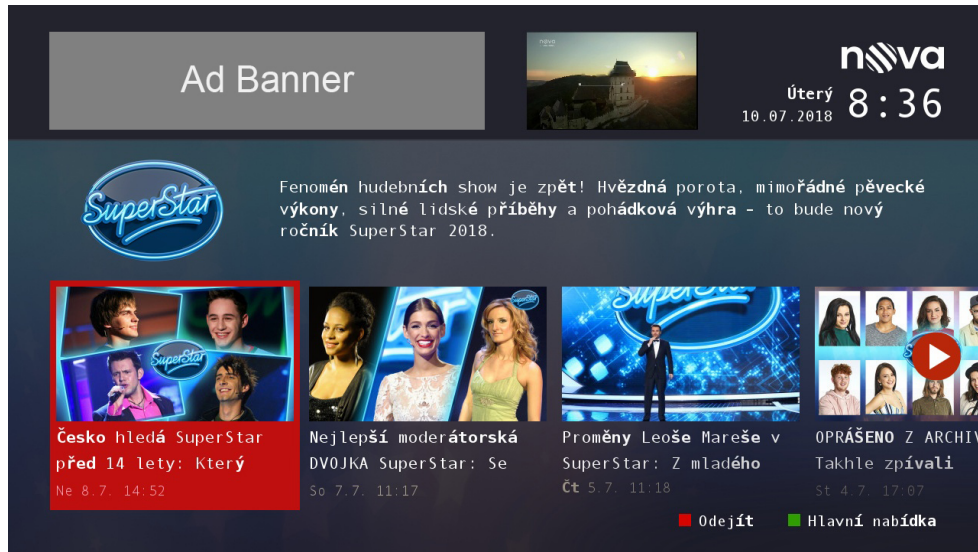 Ad Banner
nova
nova
Úterý
10.07.2018
8:36
SuperStar
Fenomén hudebních show je zpět! Hvězdná porota, mimořádné pěvecké
výkony, silné lidské příběhy a pohádková výhra - to bude nový
ročník SuperStar 2018.
SuperStar
SuperStar
Česko hledá SuperStar
před 14 lety: Který
Ne 8.7. 14:52
Nejlepší moderátorská
DVOJKA SuperStar: Se
So 7.7. 11:17
Proměny Leoše Mareše v
SuperStar: Z mladého
Čt 5.7. 11:18
OPRÁŠENO Z ARCHIV
Takhle zpívali
St 4.7. 17:07
Odejít
Hlavní nabídka